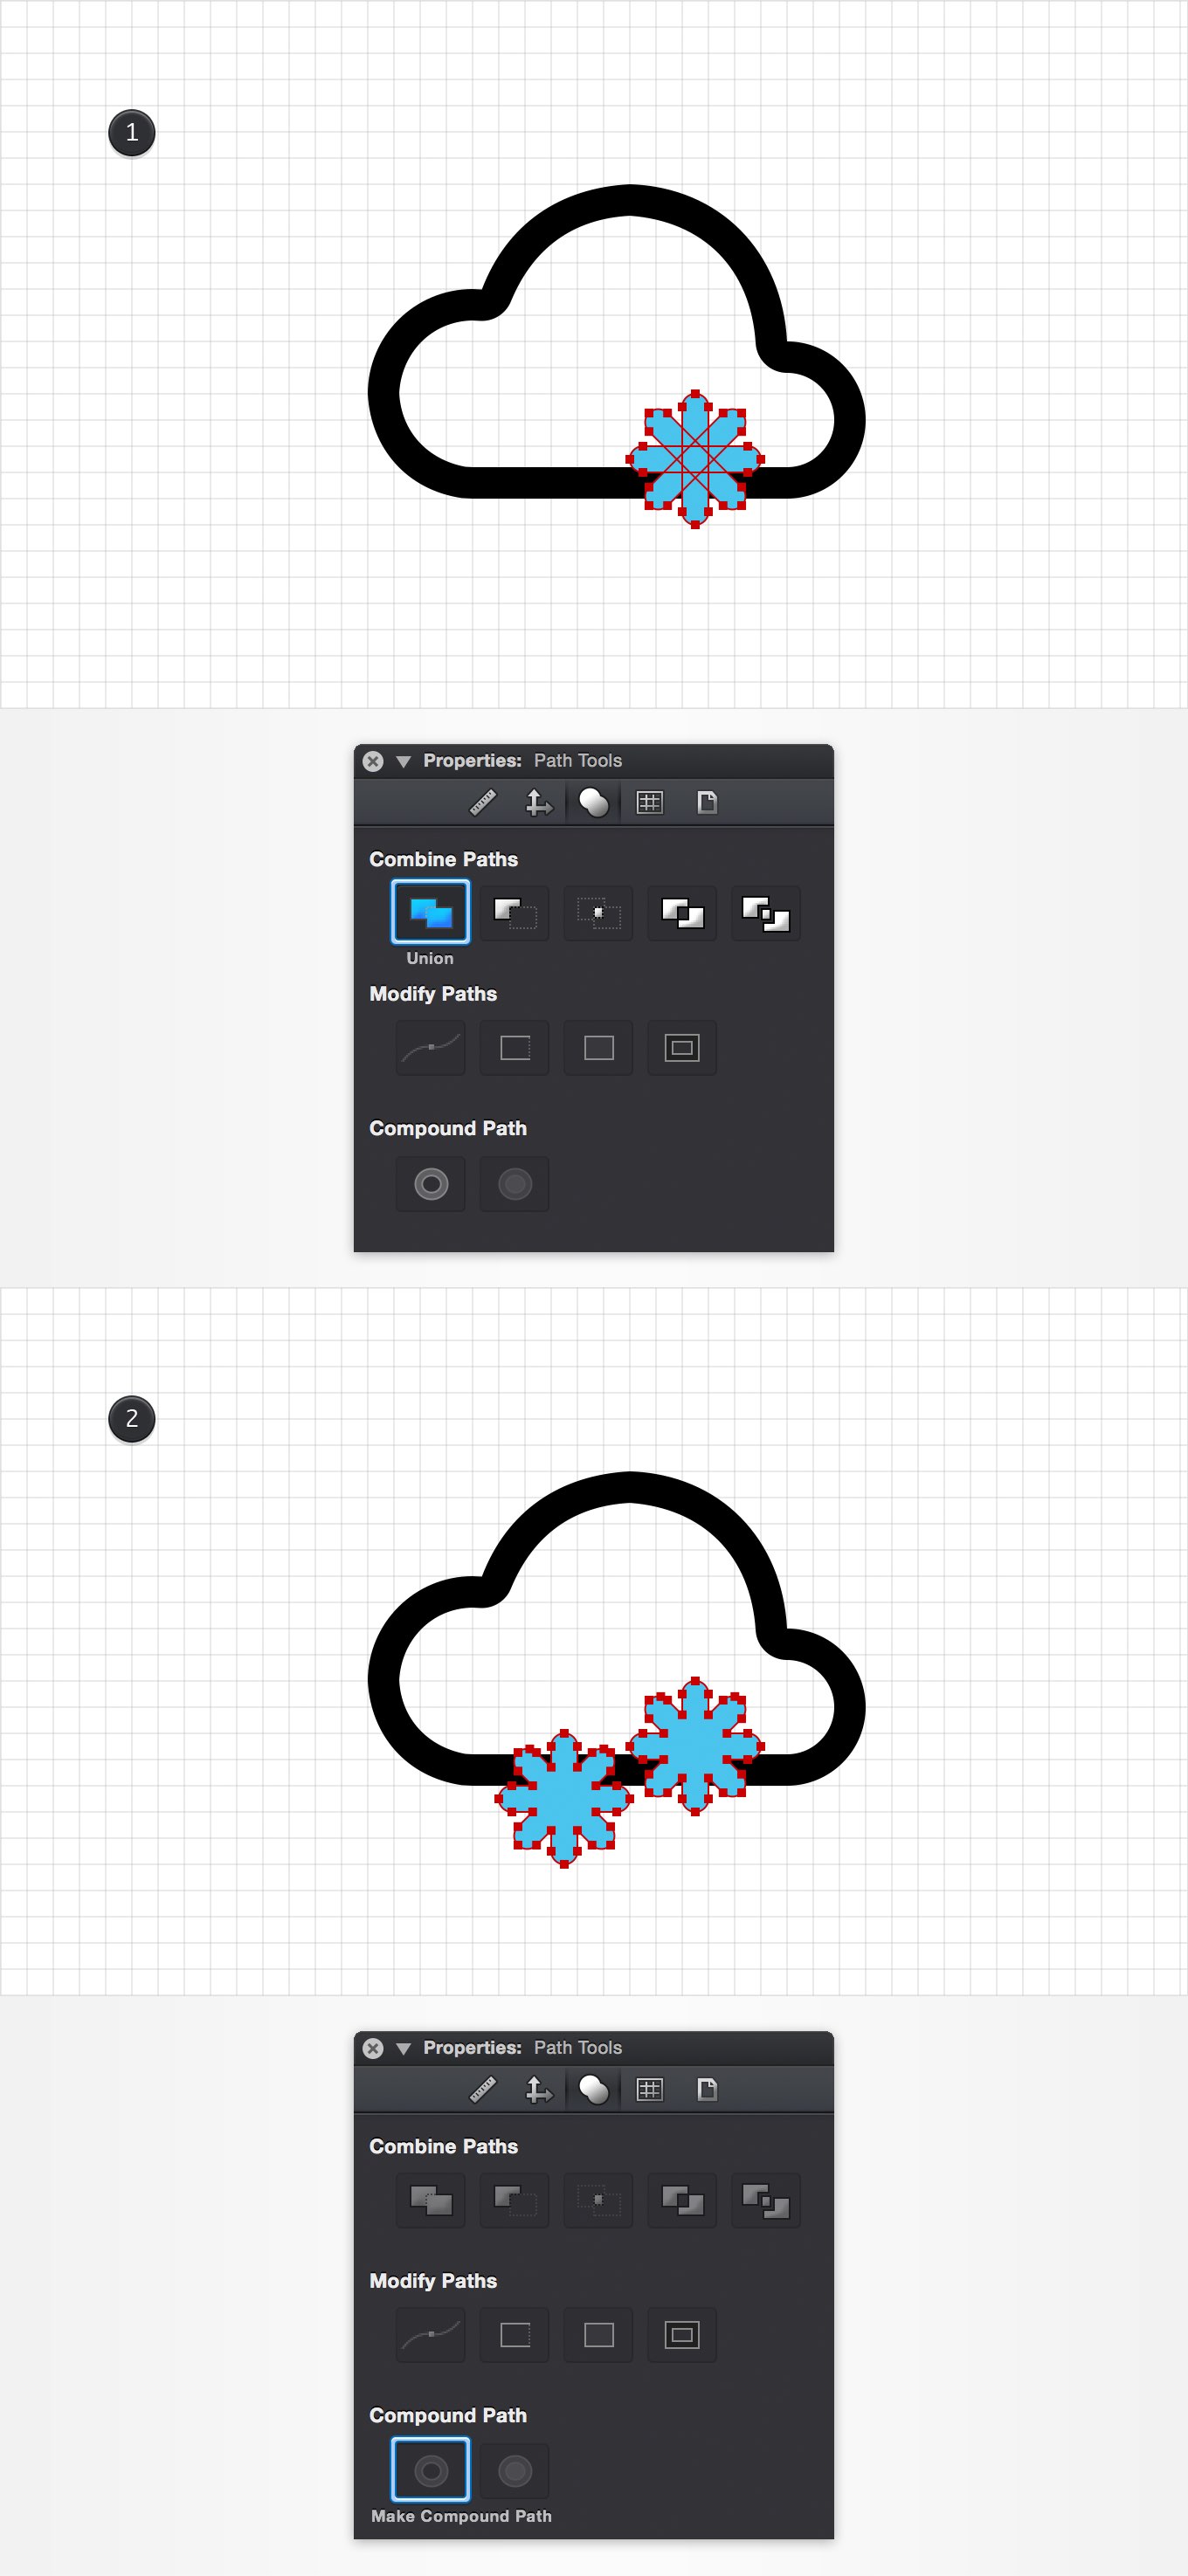 1
Properties: Path Tools
Combine Paths
Union
Modify Paths
Compound Path
2
Properties: Path Tools
Combine Paths
Modify Paths
Compound Path
Make Compound Path